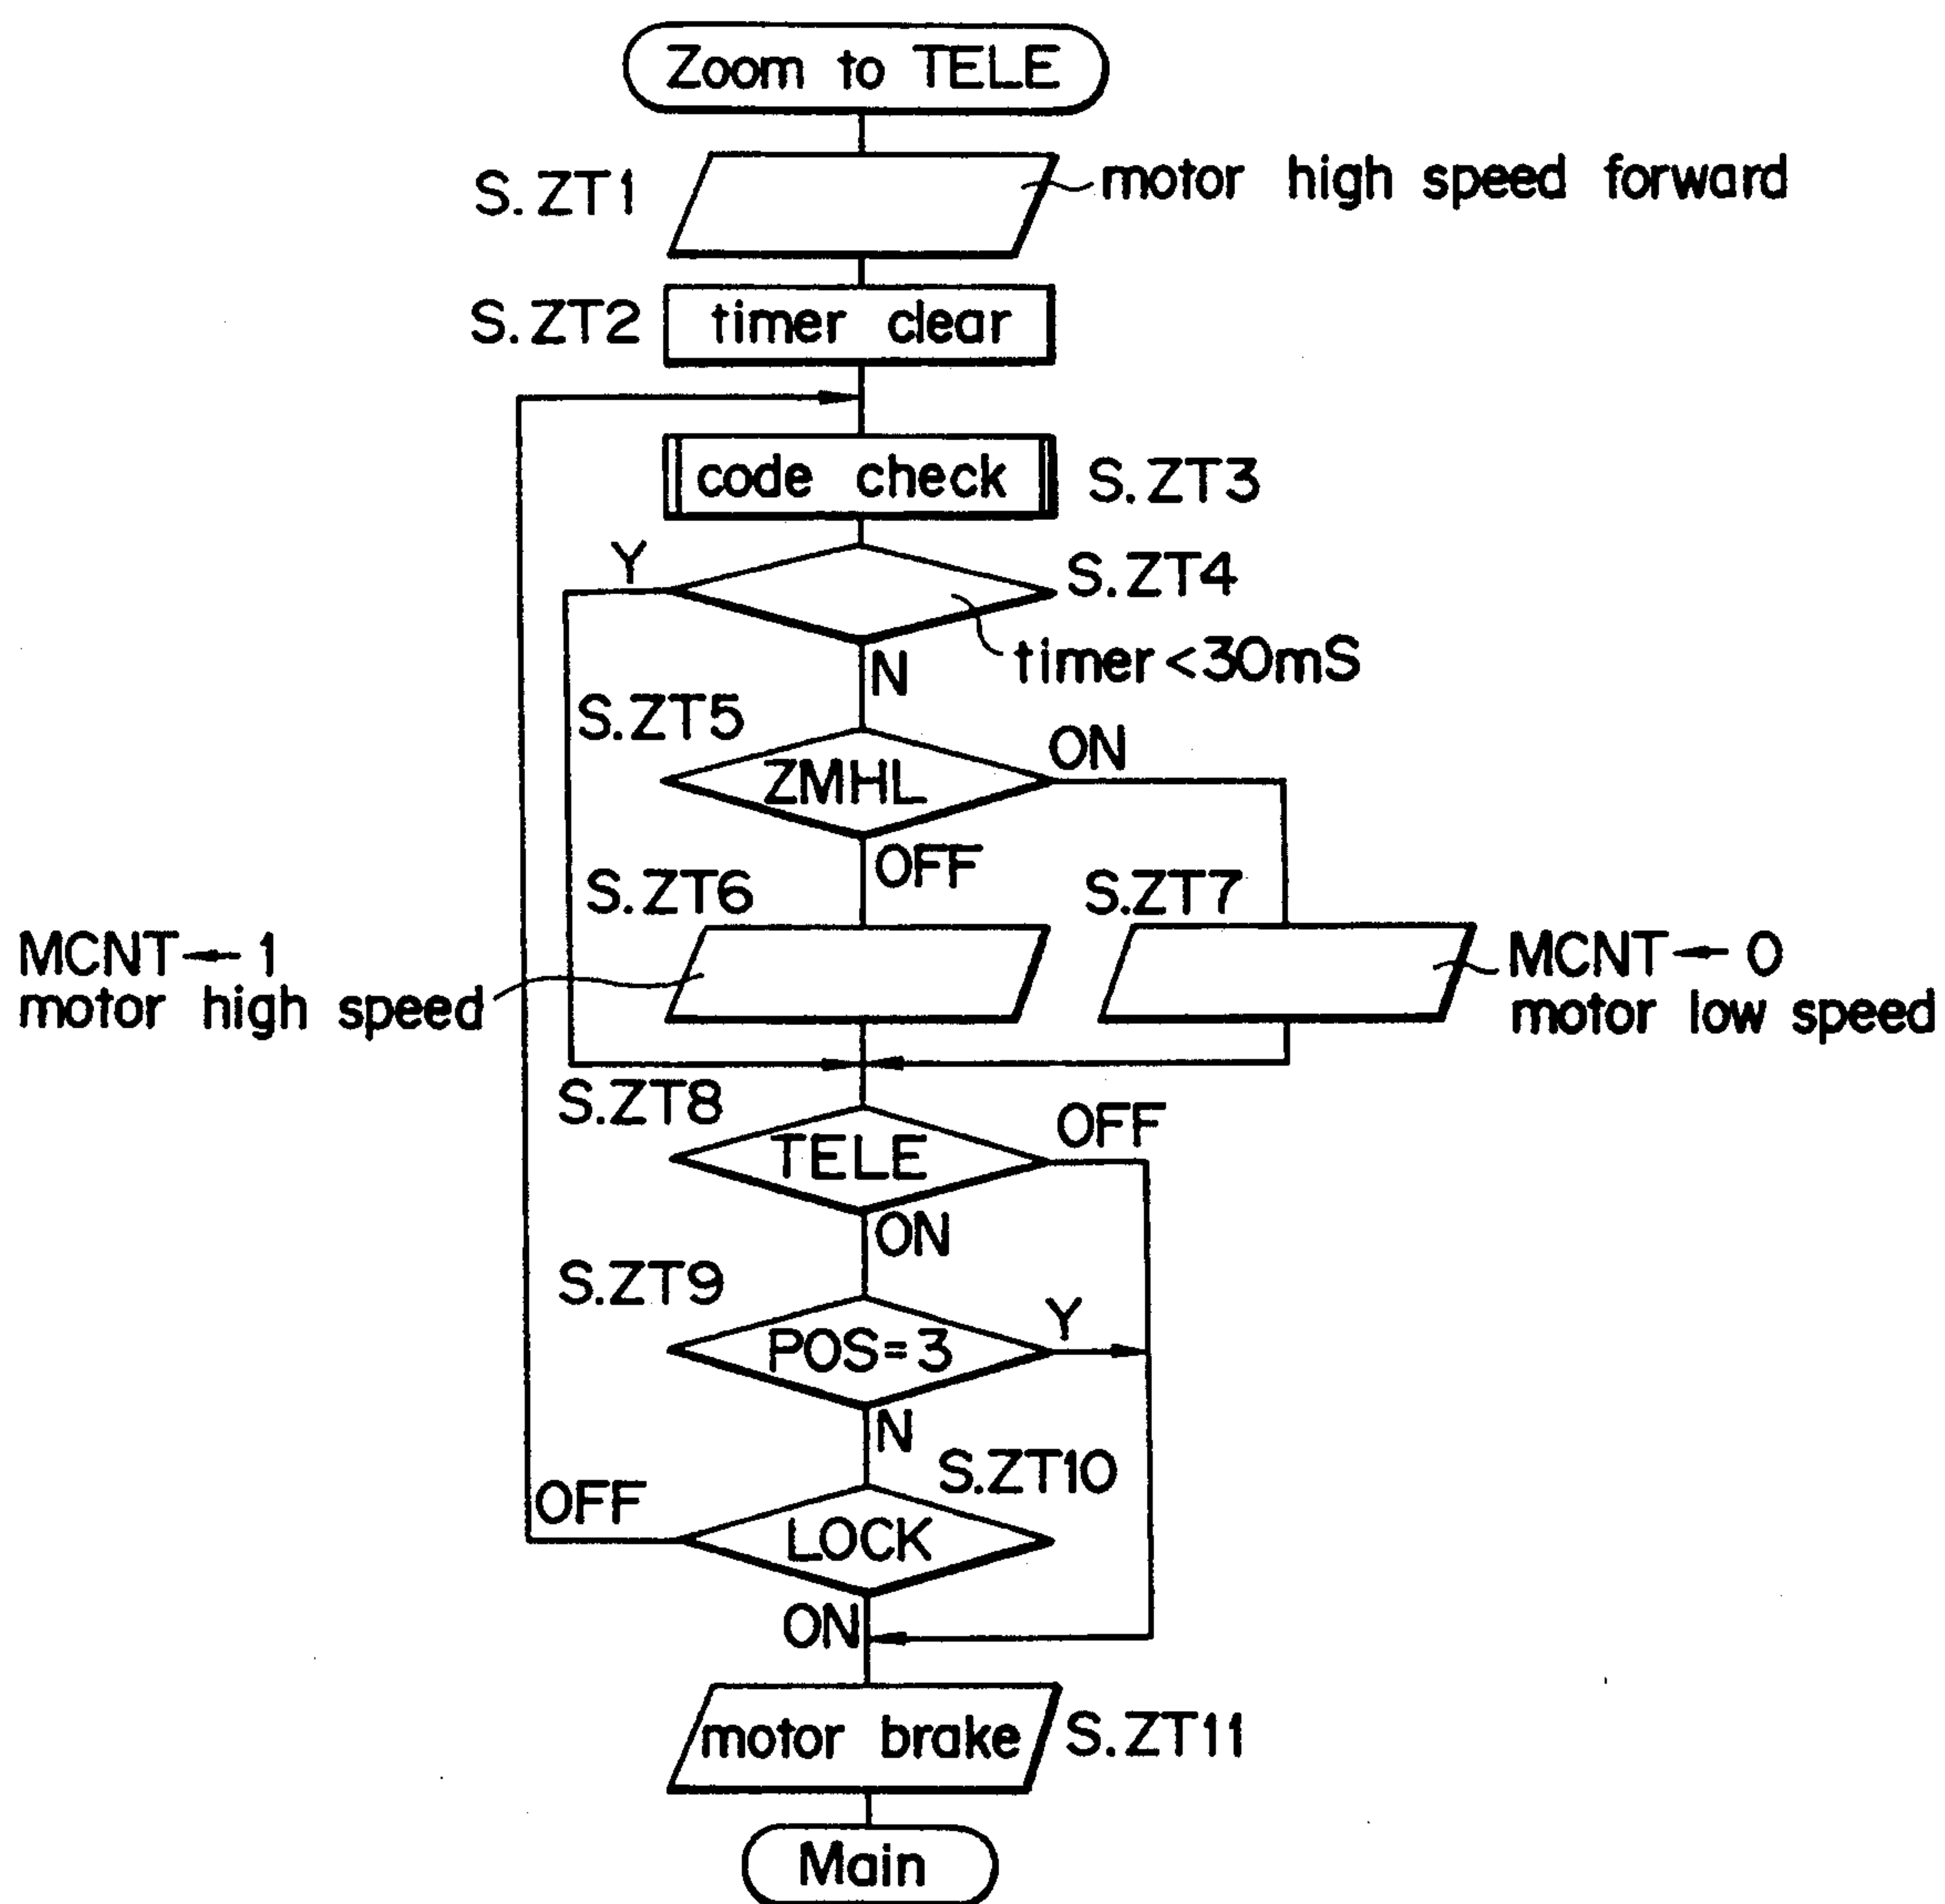 Zoom to TELE
S.ZT1
motor high speed forward
S.ZT2
timer clear
code check
S.ZT3
Y
S.ZT4
timer<30mS
N
S.ZT5
ZMHL
ON
OFF
S.ZT6
S.ZT7
MCNT←1
motor high speed
MCNT←0
motor low speed
S.ZT8
TELE
OFF
ON
S.ZT9
POS=3
Y
N
S.ZT10
OFF
LOCK
ON
motor brake
S.ZT11
Main